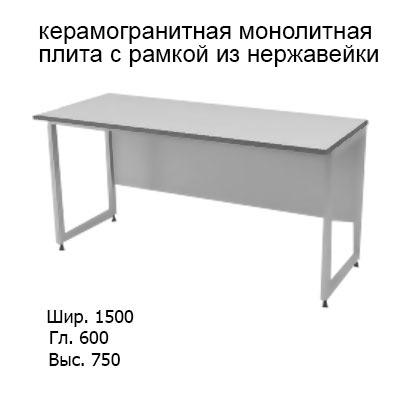 керамогранитная монолитная
плита с рамкой из нержавейки
Шир. 1500
Гл. 600
Выс. 750